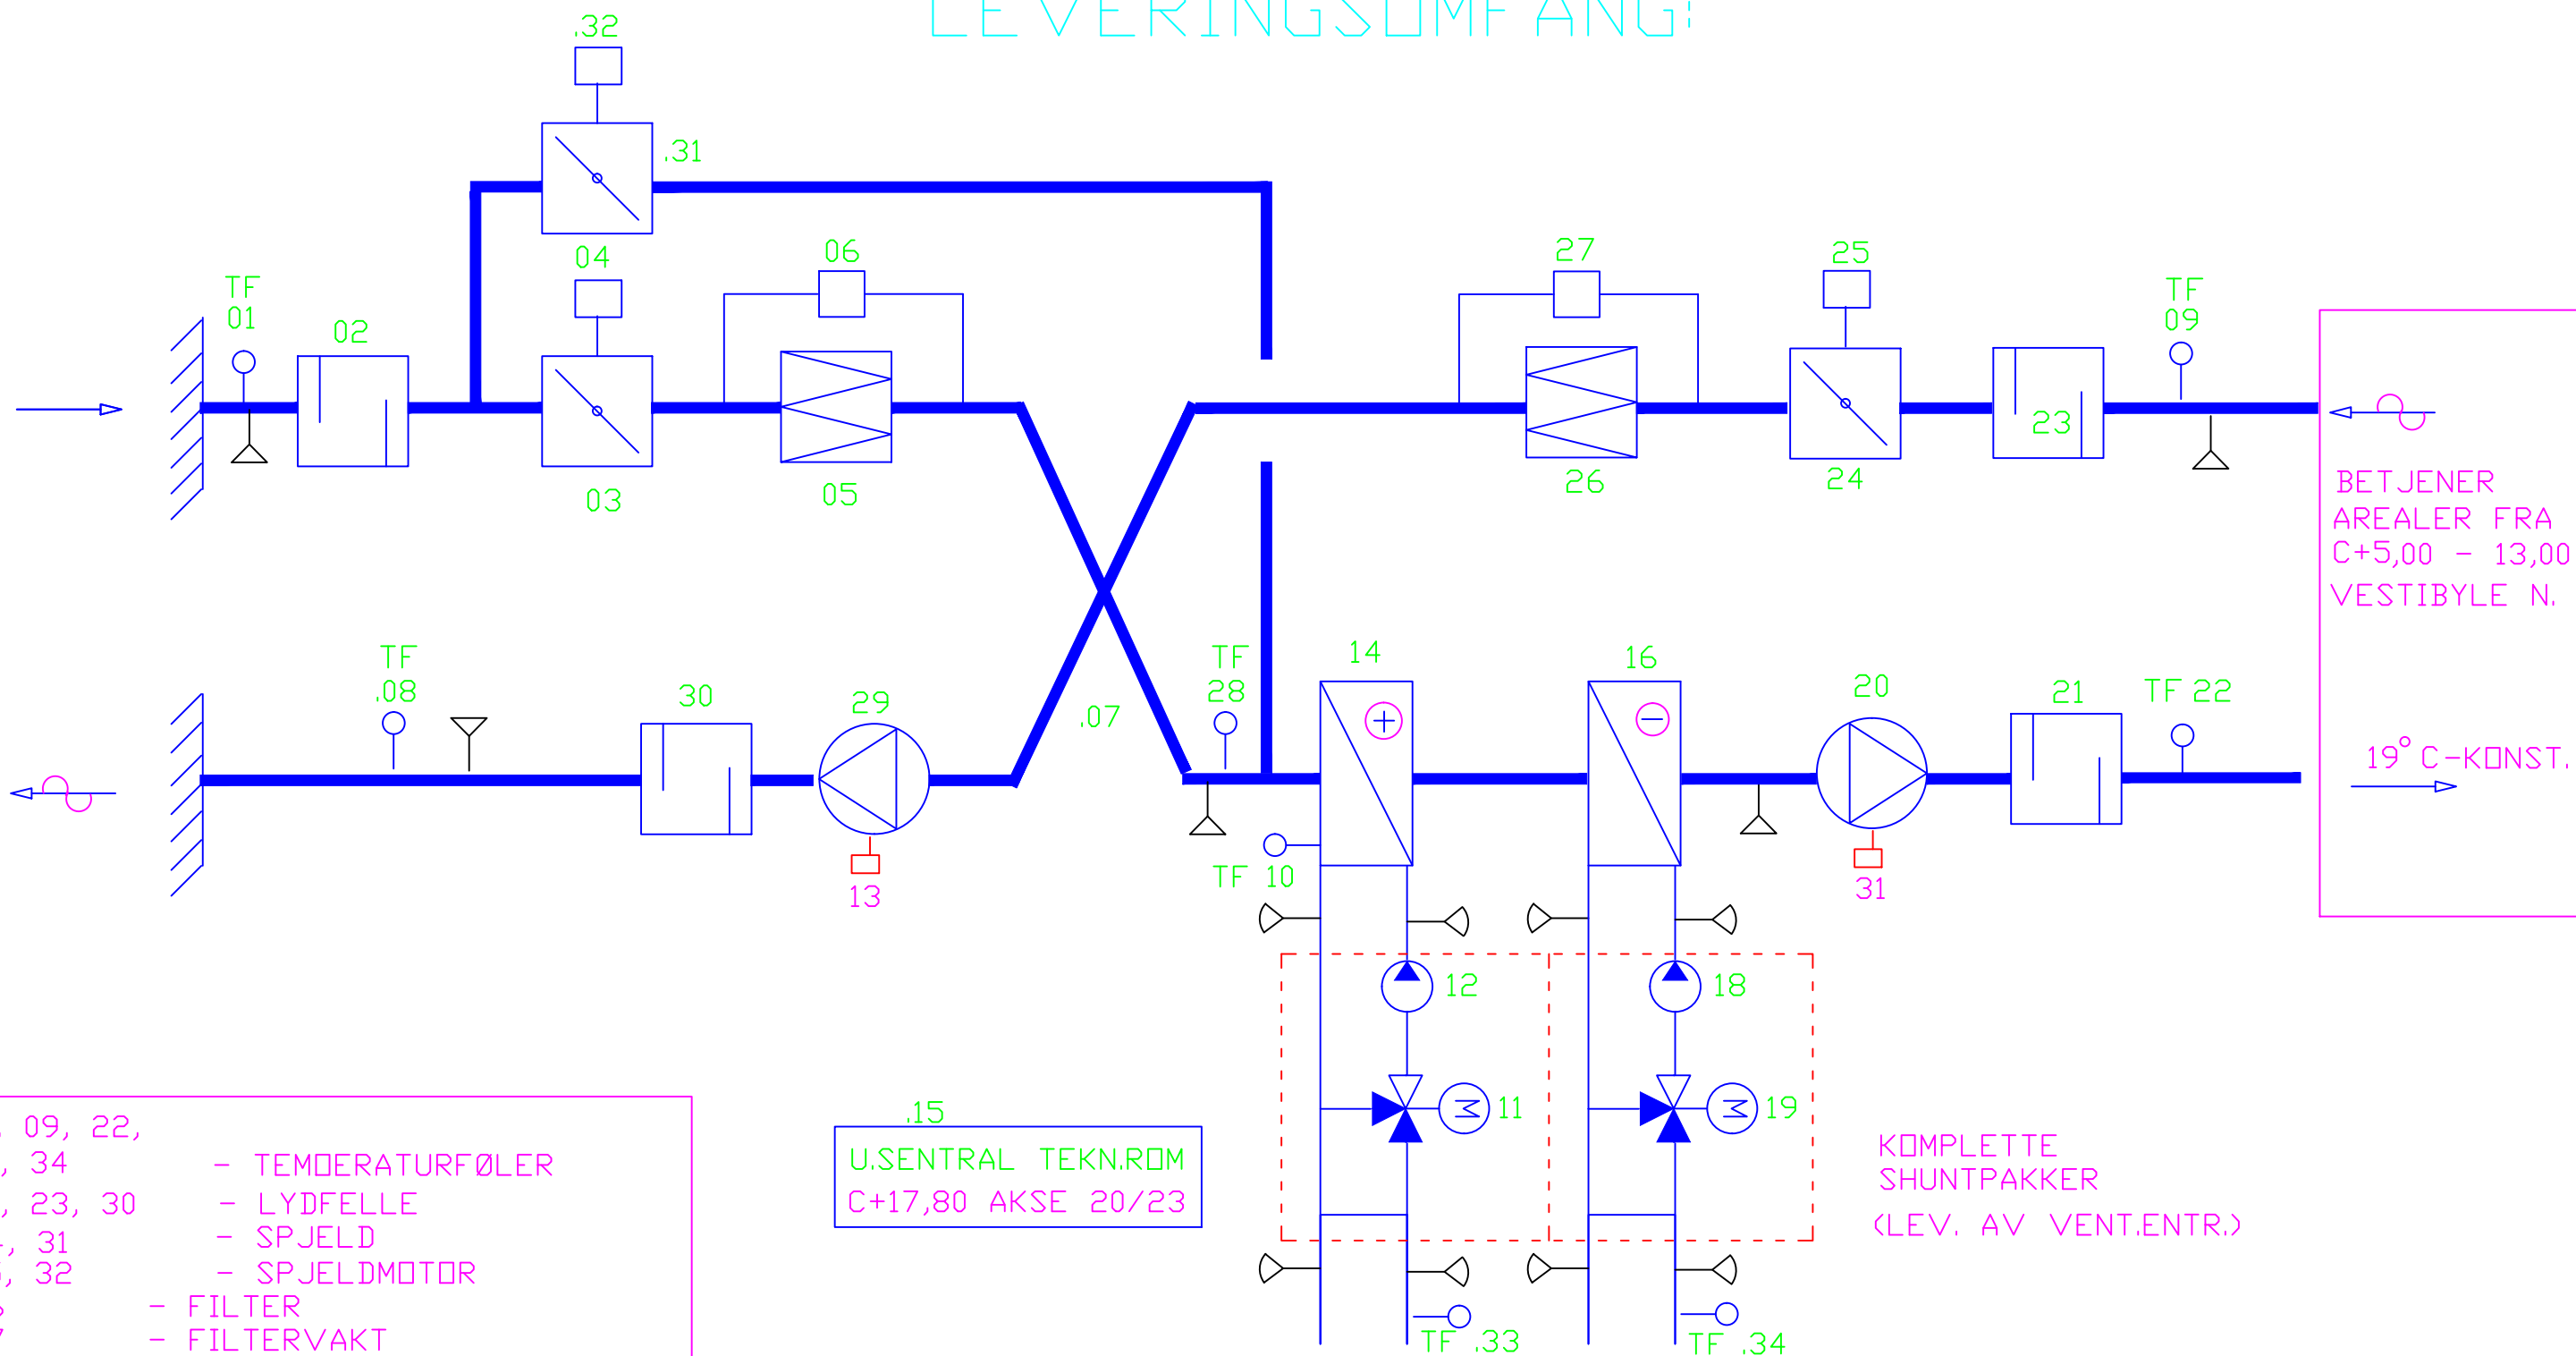 LEVERINGSOMFANG:
.32
.31
04
06
27
25
TF
01
02
TF
09
23
03
05
26
24
BETJENER
AREALER FRA
C+5,00 - 13,00
VESTIBYLE N.
TF
.08
30
29
.07
TF
28
14
16
20
21
TF 22
19°C-KONST.
13
TF 10
31
12
18
11
19
.15
U.SENTRAL TEKN.ROM
C+17,80 AKSE 20/23
KOMPLETTE
SHUNTPAKKER
(LEV. AV VENT.ENTR.)
TF .33
TF .34
, 09, 22,
, 34 - TEMOERATURFØLER
, 23, 30 - LYDFELLE
, 31 - SPJELD
, 32 - SPJELDMOTOR
- FILTER
- FILTERVAKT